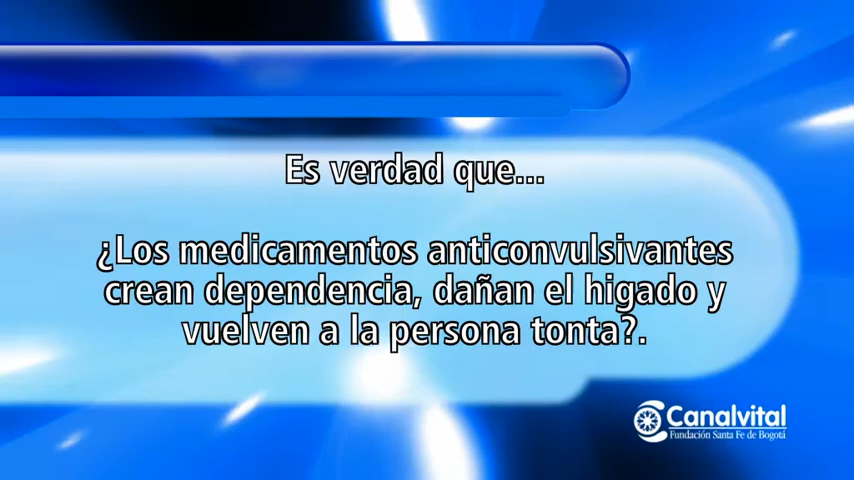 Es verdad que...
¿Los medicamentos anticonvulsivantes
crean dependencia, dañan el higado y
vuelven a la persona tonta?.
Canalvital
Fundación Santa Fe de Bogotá